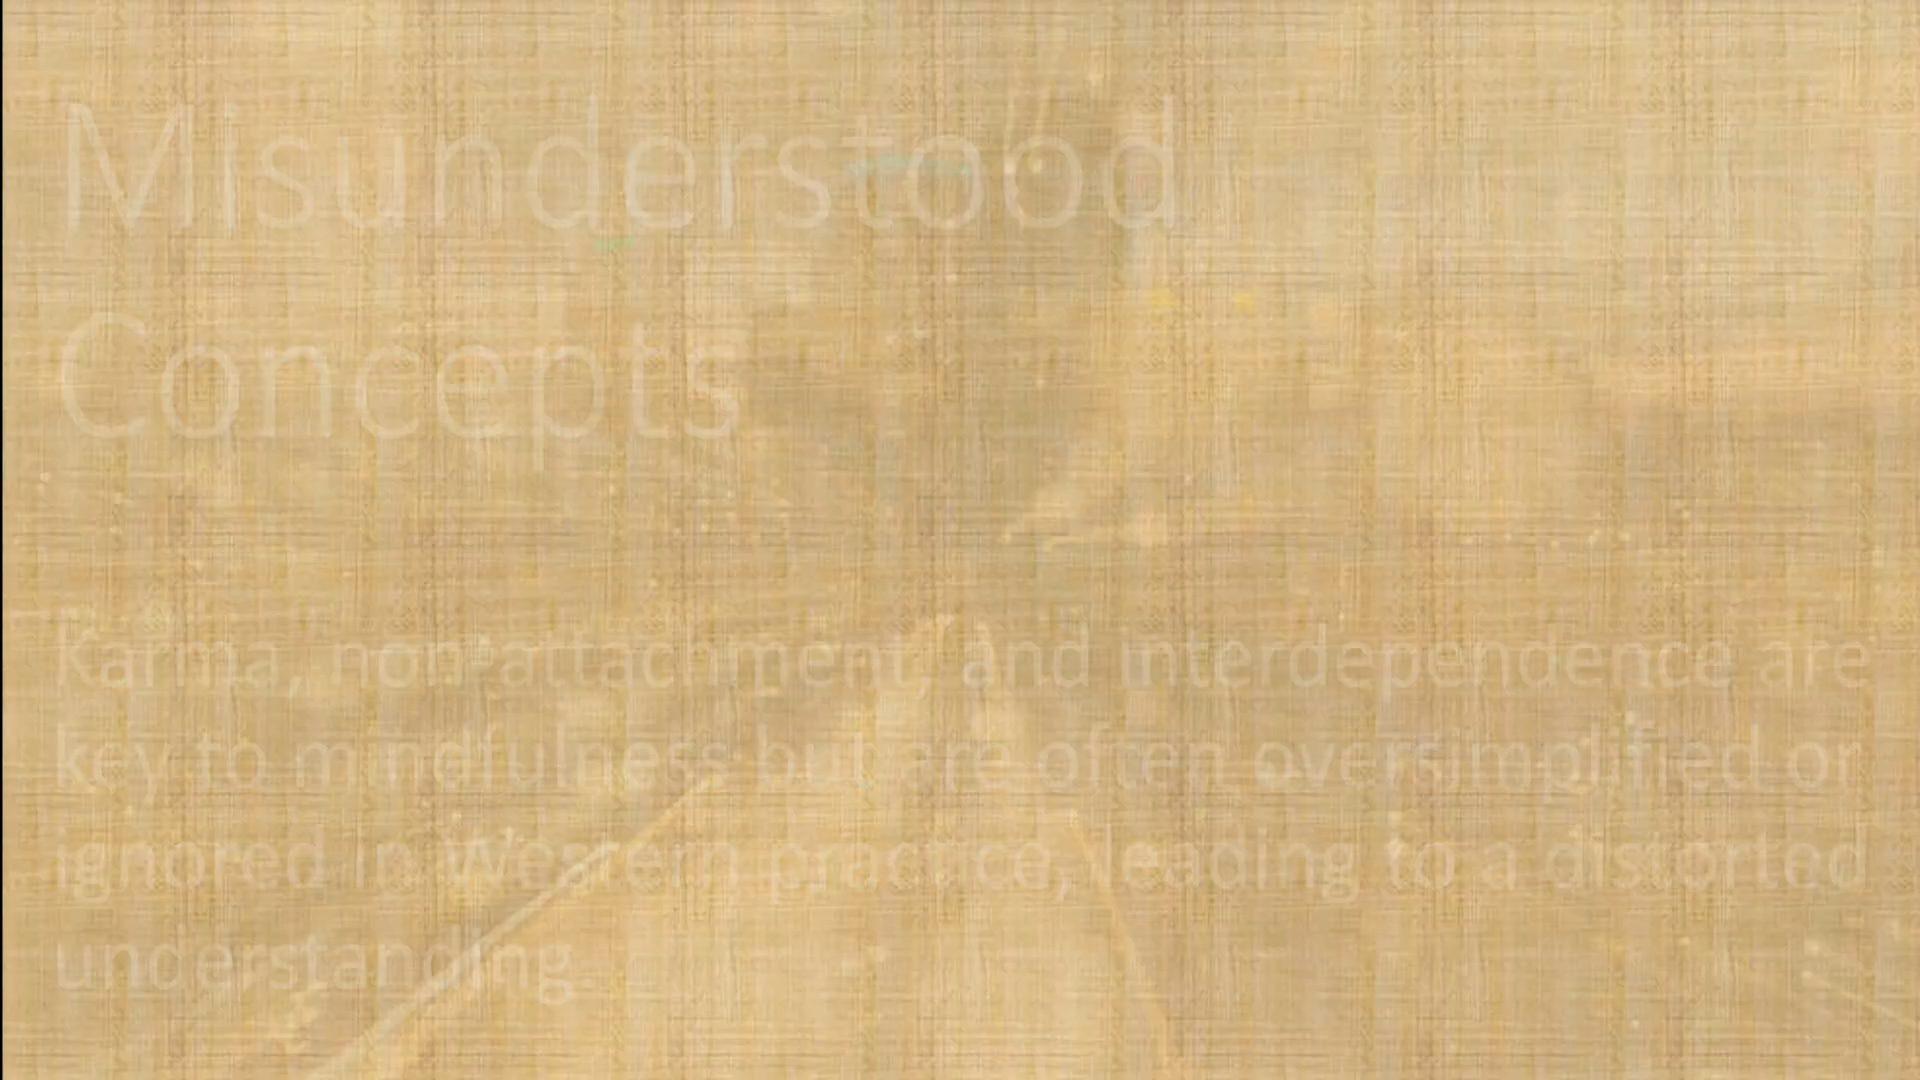 Misunderstood
Concepts
Karma, non-attachment, and interdependence are
key to mindfulness but are often oversimplified or
ignored in Western practice, leading to a distorted
understanding.